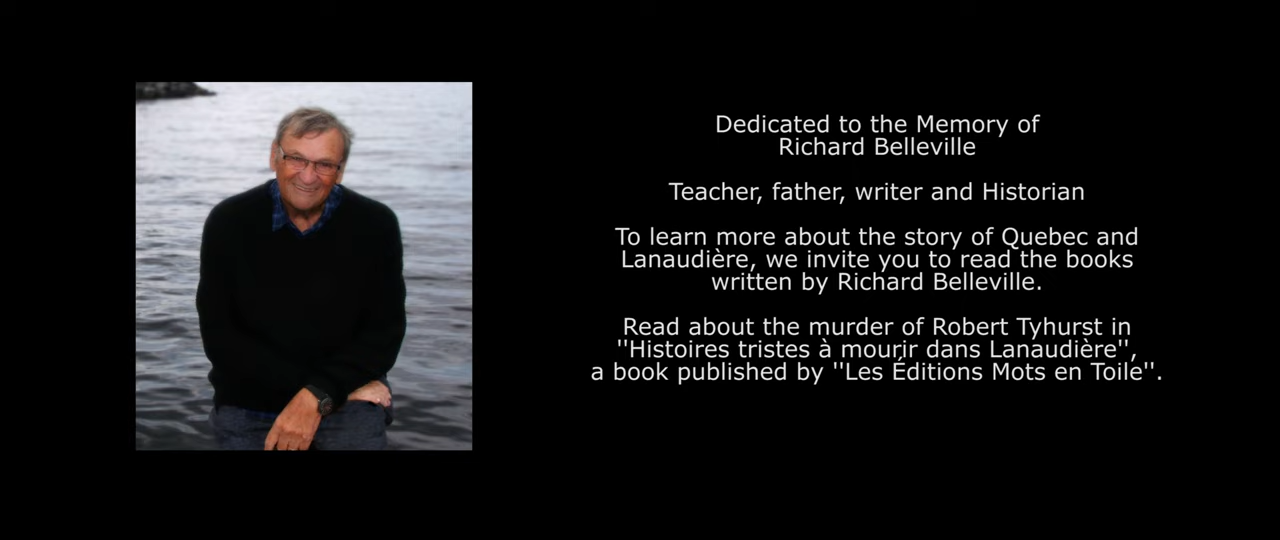 Dedicated to the Memory of
Richard Belleville
Teacher, father, writer and Historian
To learn more about the story of Quebec and
Lanaudière, we invite you to read the books
written by Richard Belleville.
Read about the murder of Robert Tyhurst in
''Histoires tristes à mourir dans Lanaudière'',
a book published by ''Les Éditions Mots en Toile''.